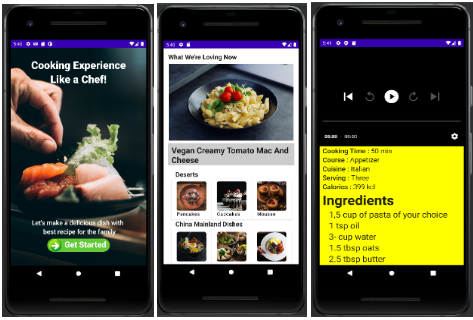 5:40
Cooking Experience
Like a Chef!
Let's make a delicious dish with
best recipe for the family
Get Started
5:40
What We're Loving Now
Vegan Creamy Tomato Mac And
Cheese
Deserts
Pancakes Cupcakes Mousse
China Mainland Dishes
5:41
00:00 00:00
Cooking Time : 50 min
Course : Appetizer
Cuisine : Italian
Serving : Three
Calories : 399 kcl
Ingredients
1,5 cup of pasta of your choice
1 tsp oil
3- cup water
1.5 tbsp oats
2.5 tbsp butter